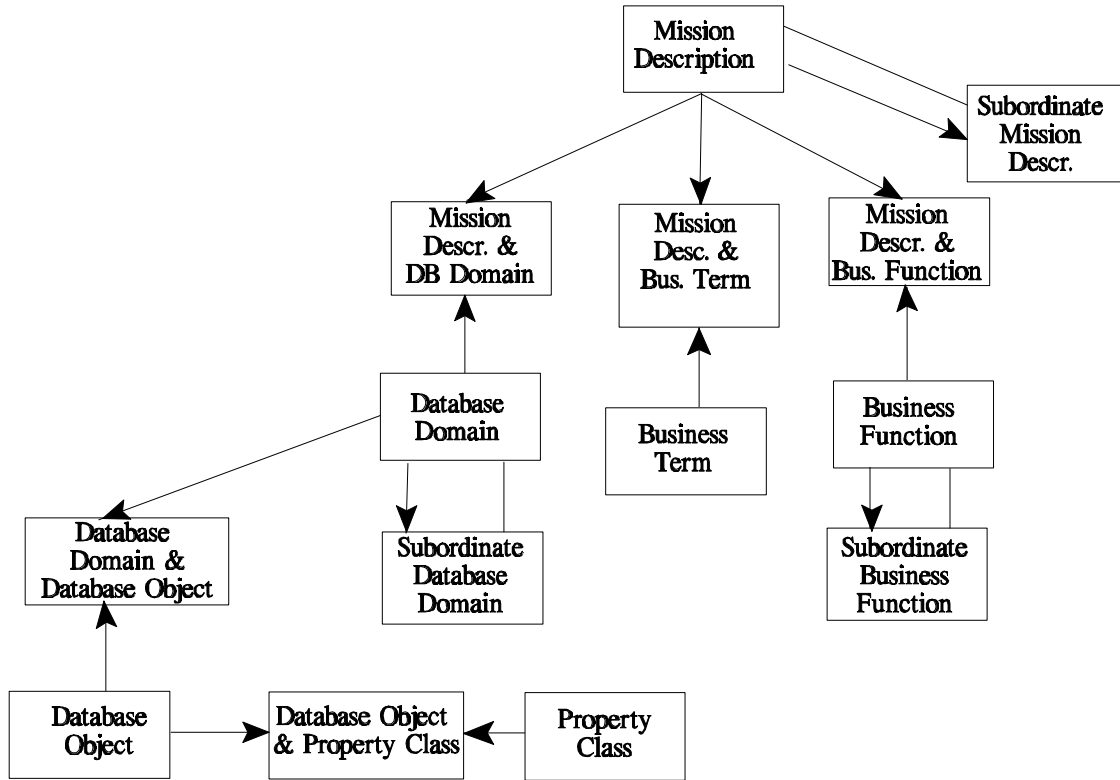 Mission
Description
Subordinate
Mission
Descr.
Mission
Descr. &
DB Domain
Mission
Desc. &
Bus. Term
Mission
Descr. &
Bus. Function
Database
Domain
Business
Term
Business
Function
Database
Domain &
Database Object
Subordinate
Database
Domain
Subordinate
Business
Function
Database
Object
Database Object
& Property Class
Property
Class